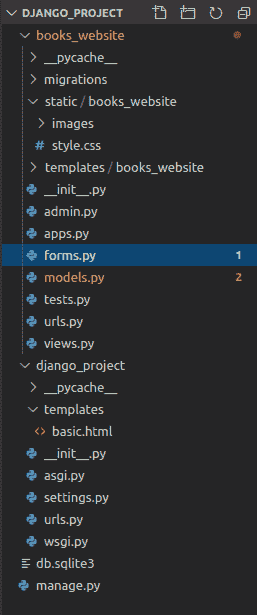 DJANGO_PROJECT
books_website
__pycache__
migrations
static / books_website
images
# style.css
templates / books_website
__init__.py
admin.py
apps.py
forms.py 1
models.py 2
tests.py
urls.py
views.py
django_project
__pycache__
templates
<> basic.html
__init__.py
asgi.py
settings.py
urls.py
wsgi.py
db.sqlite3
manage.py